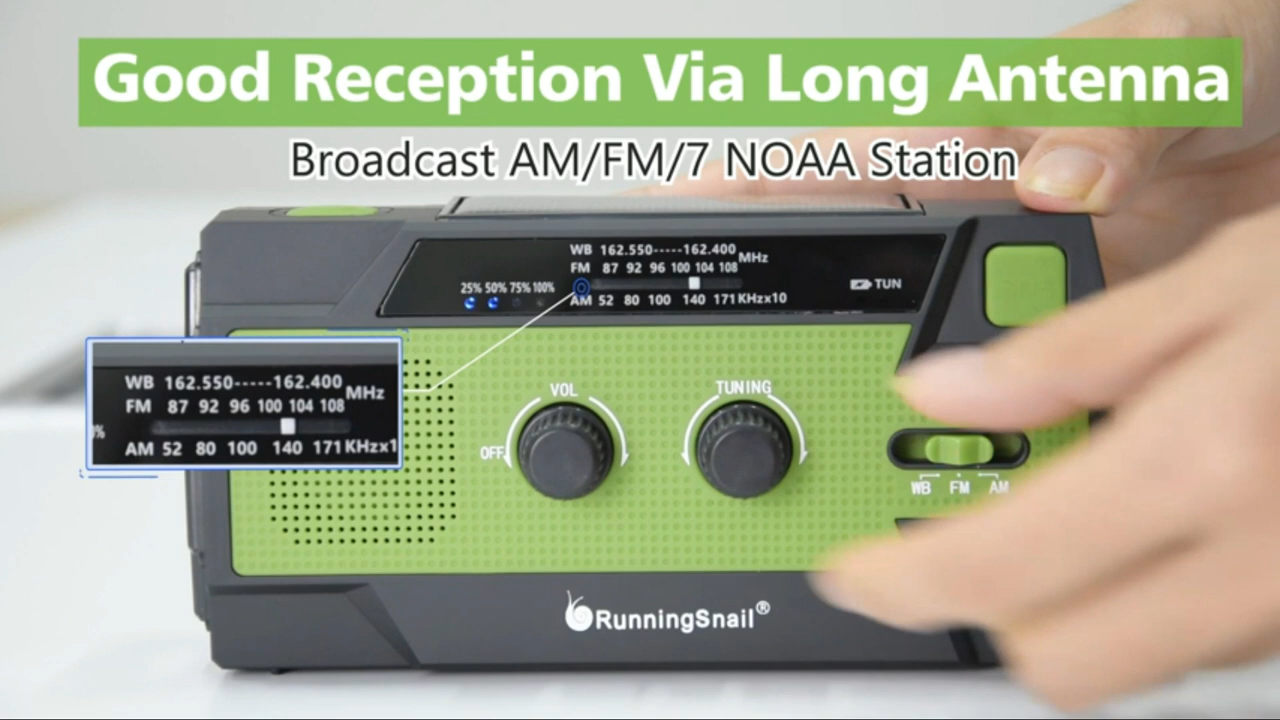 Good Reception Via Long Antenna
Broadcast AM/FM/7 NOAA Station
WB 162.550-----162.400 MHz
FM 87 92 96 100 104 108
25% 50% 75% 100%
AM 52 80 100 140 171 KHzx10
TUN
SOS
WB 162.550-----162.400 MHz
FM 87 92 96 100 104 108
%
AM 52 80 100 140 171 KHzx1
VOL
TUNING
OFF
WB FM AM
RunningSnail®